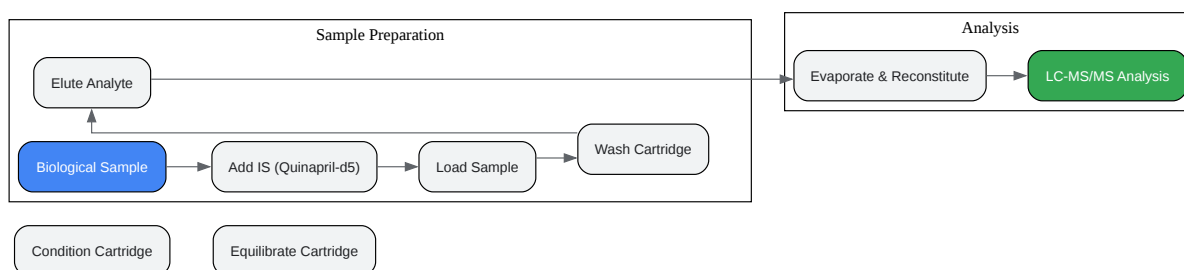 Sample Preparation
Analysis
Elute Analyte
Evaporate & Reconstitute
LC-MS/MS Analysis
Biological Sample
Add IS (Quinapril-d5)
Load Sample
Wash Cartridge
Condition Cartridge
Equilibrate Cartridge